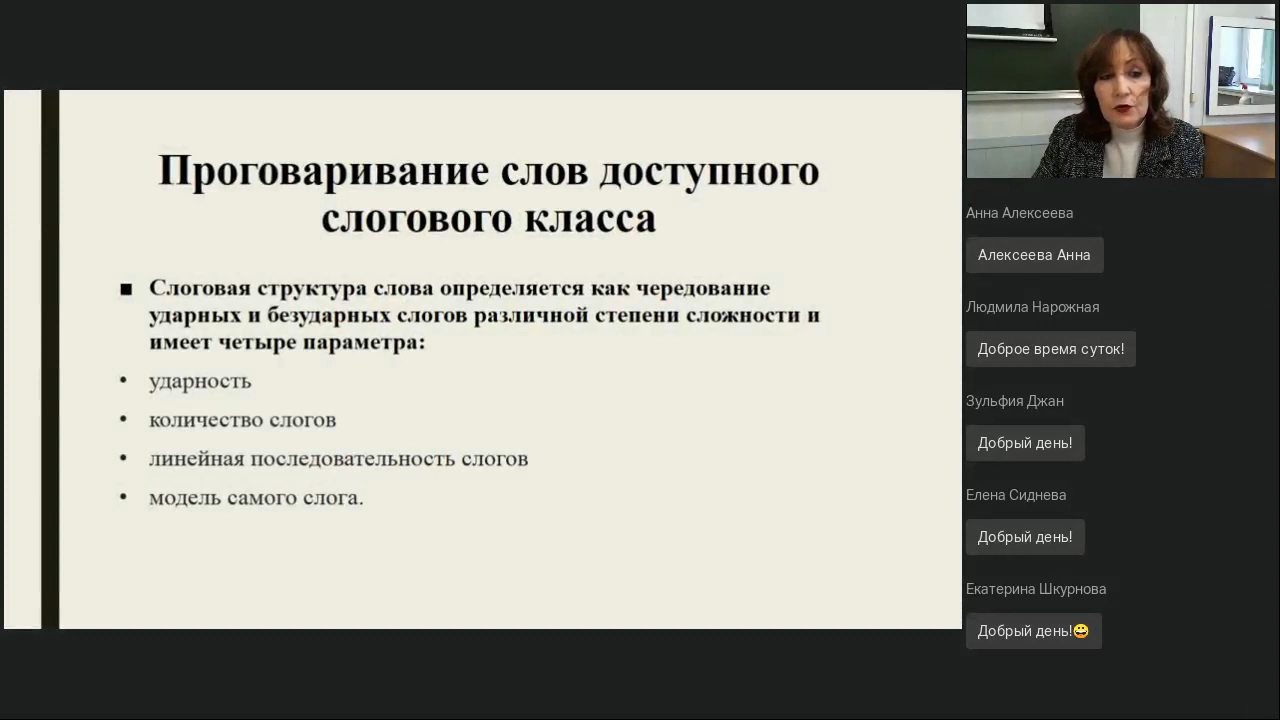 Проговаривание слов доступного
слогового класса
Слоговая структура слова определяется как чередование
ударных и безударных слогов различной степени сложности и
имеет четыре параметра:
• ударность
• количество слогов
• линейная последовательность слогов
• модель самого слога.
Анна Алексеева
Алексеева Анна
Людмила Нарожная
Доброе время суток!
Зульфия Джан
Добрый день!
Елена Сиднева
Добрый день!
Екатерина Шкурнова
Добрый день!😀